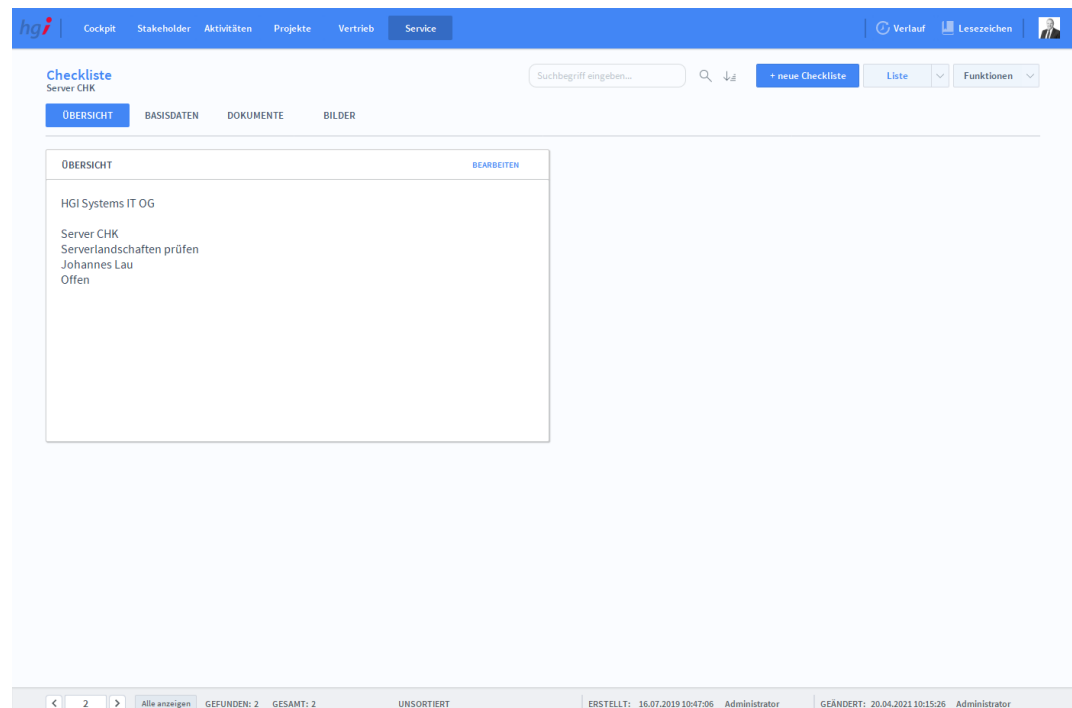 hgi Cockpit Stakeholder Aktivitäten Projekte Vertrieb Service Verlauf Lesezeichen
Checkliste
Server CHK
Suchbegriff eingeben... + neue Checkliste Liste Funktionen
ÜBERSICHT BASISDATEN DOKUMENTE BILDER
ÜBERSICHT BEARBEITEN
HGI Systems IT OG
Server CHK
Serverlandschaften prüfen
Johannes Lau
Offen
2 Alle anzeigen GEFUNDEN: 2 GESAMT: 2 UNSORTIERT ERSTELLT: 16.07.2019 10:47:06 Administrator GEÄNDERT: 20.04.2021 10:15:26 Administrator